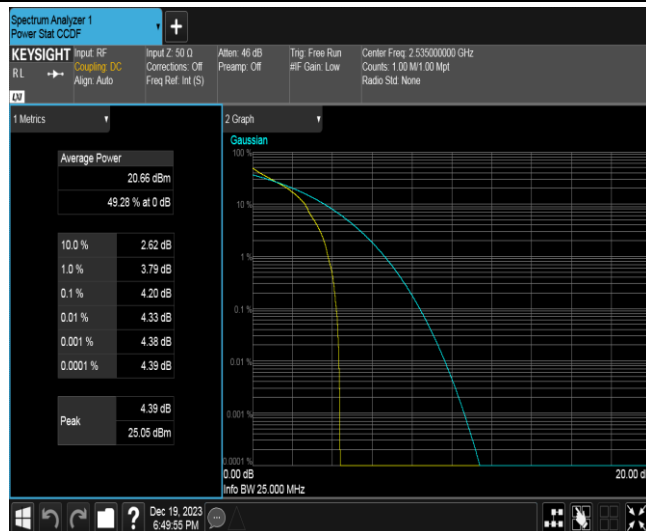 Spectrum Analyzer 1
Power Stat CCDF
+
KEYSIGHT
RL
LXI
Input: RF
Coupling: DC
Align: Auto
Input Z: 50 Ω
Corrections: Off
Freq Ref: Int (S)
Atten: 46 dB
Preamp: Off
Trig: Free Run
#IF Gain: Low
Center Freq: 2.535000000 GHz
Counts: 1.00 M/1.00 Mpt
Radio Std: None
1 Metrics
Average Power
20.66 dBm
49.28 % at 0 dB
10.0 % 2.62 dB
1.0 % 3.79 dB
0.1 % 4.20 dB
0.01 % 4.33 dB
0.001 % 4.38 dB
0.0001 % 4.39 dB
Peak 4.39 dB
25.05 dBm
2 Graph
Gaussian
100 %
10 %
1 %
0.1 %
0.01 %
0.001 %
0.0001 %
0.00 dB
20.00 d
Info BW 25.000 MHz
?
Dec 19, 2023
6:49:55 PM